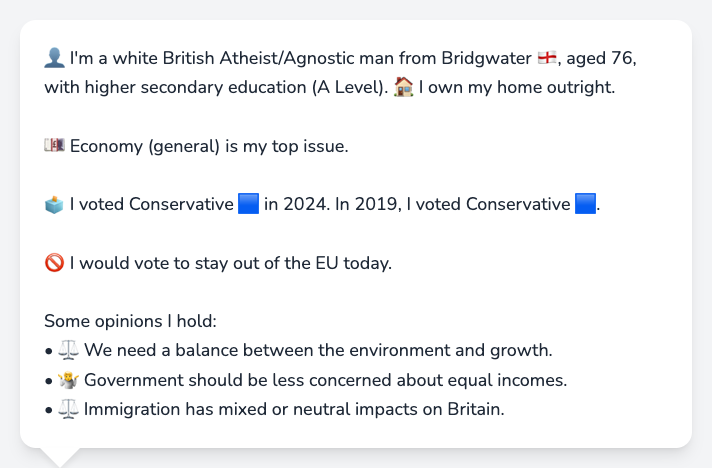 👤 I'm a white British Atheist/Agnostic man from Bridgwater 🏴󠁧󠁢󠁥󠁮󠁧󠁿, aged 76,
with higher secondary education (A Level). 🏠 I own my home outright.
💷 Economy (general) is my top issue.
🗳️ I voted Conservative 🟦 in 2024. In 2019, I voted Conservative 🟦.
🚫 I would vote to stay out of the EU today.
Some opinions I hold:
• ⚖️ We need a balance between the environment and growth.
• 🤷 Government should be less concerned about equal incomes.
• ⚖️ Immigration has mixed or neutral impacts on Britain.